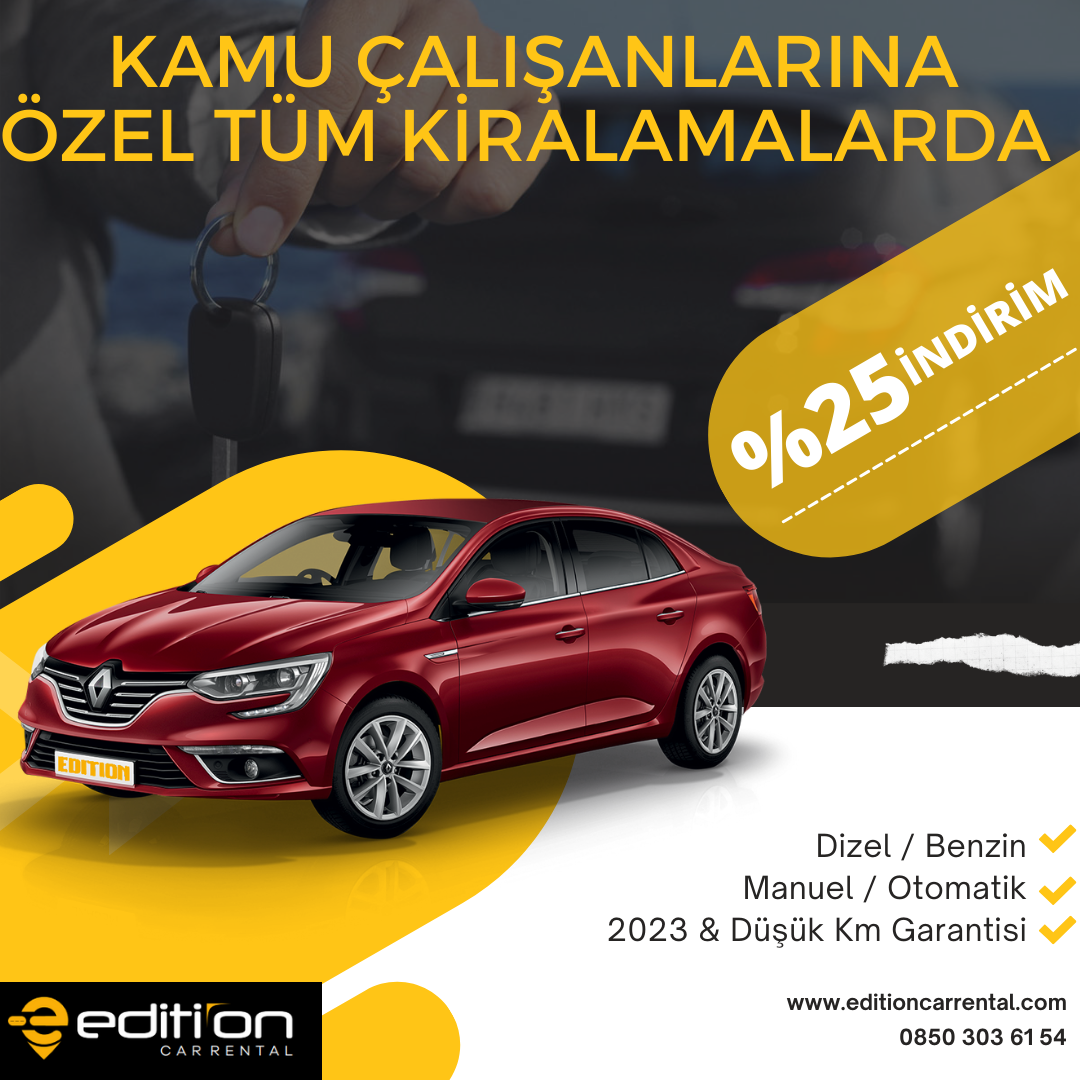 KAMU ÇALIŞANLARINA
ÖZEL TÜM KİRALAMALARDA
%25 İNDİRİM
EDITION
Dizel / Benzin
Manuel / Otomatik
2023 & Düşük Km Garantisi
www.editioncarrental.com
0850 303 61 54
edition
CAR RENTAL